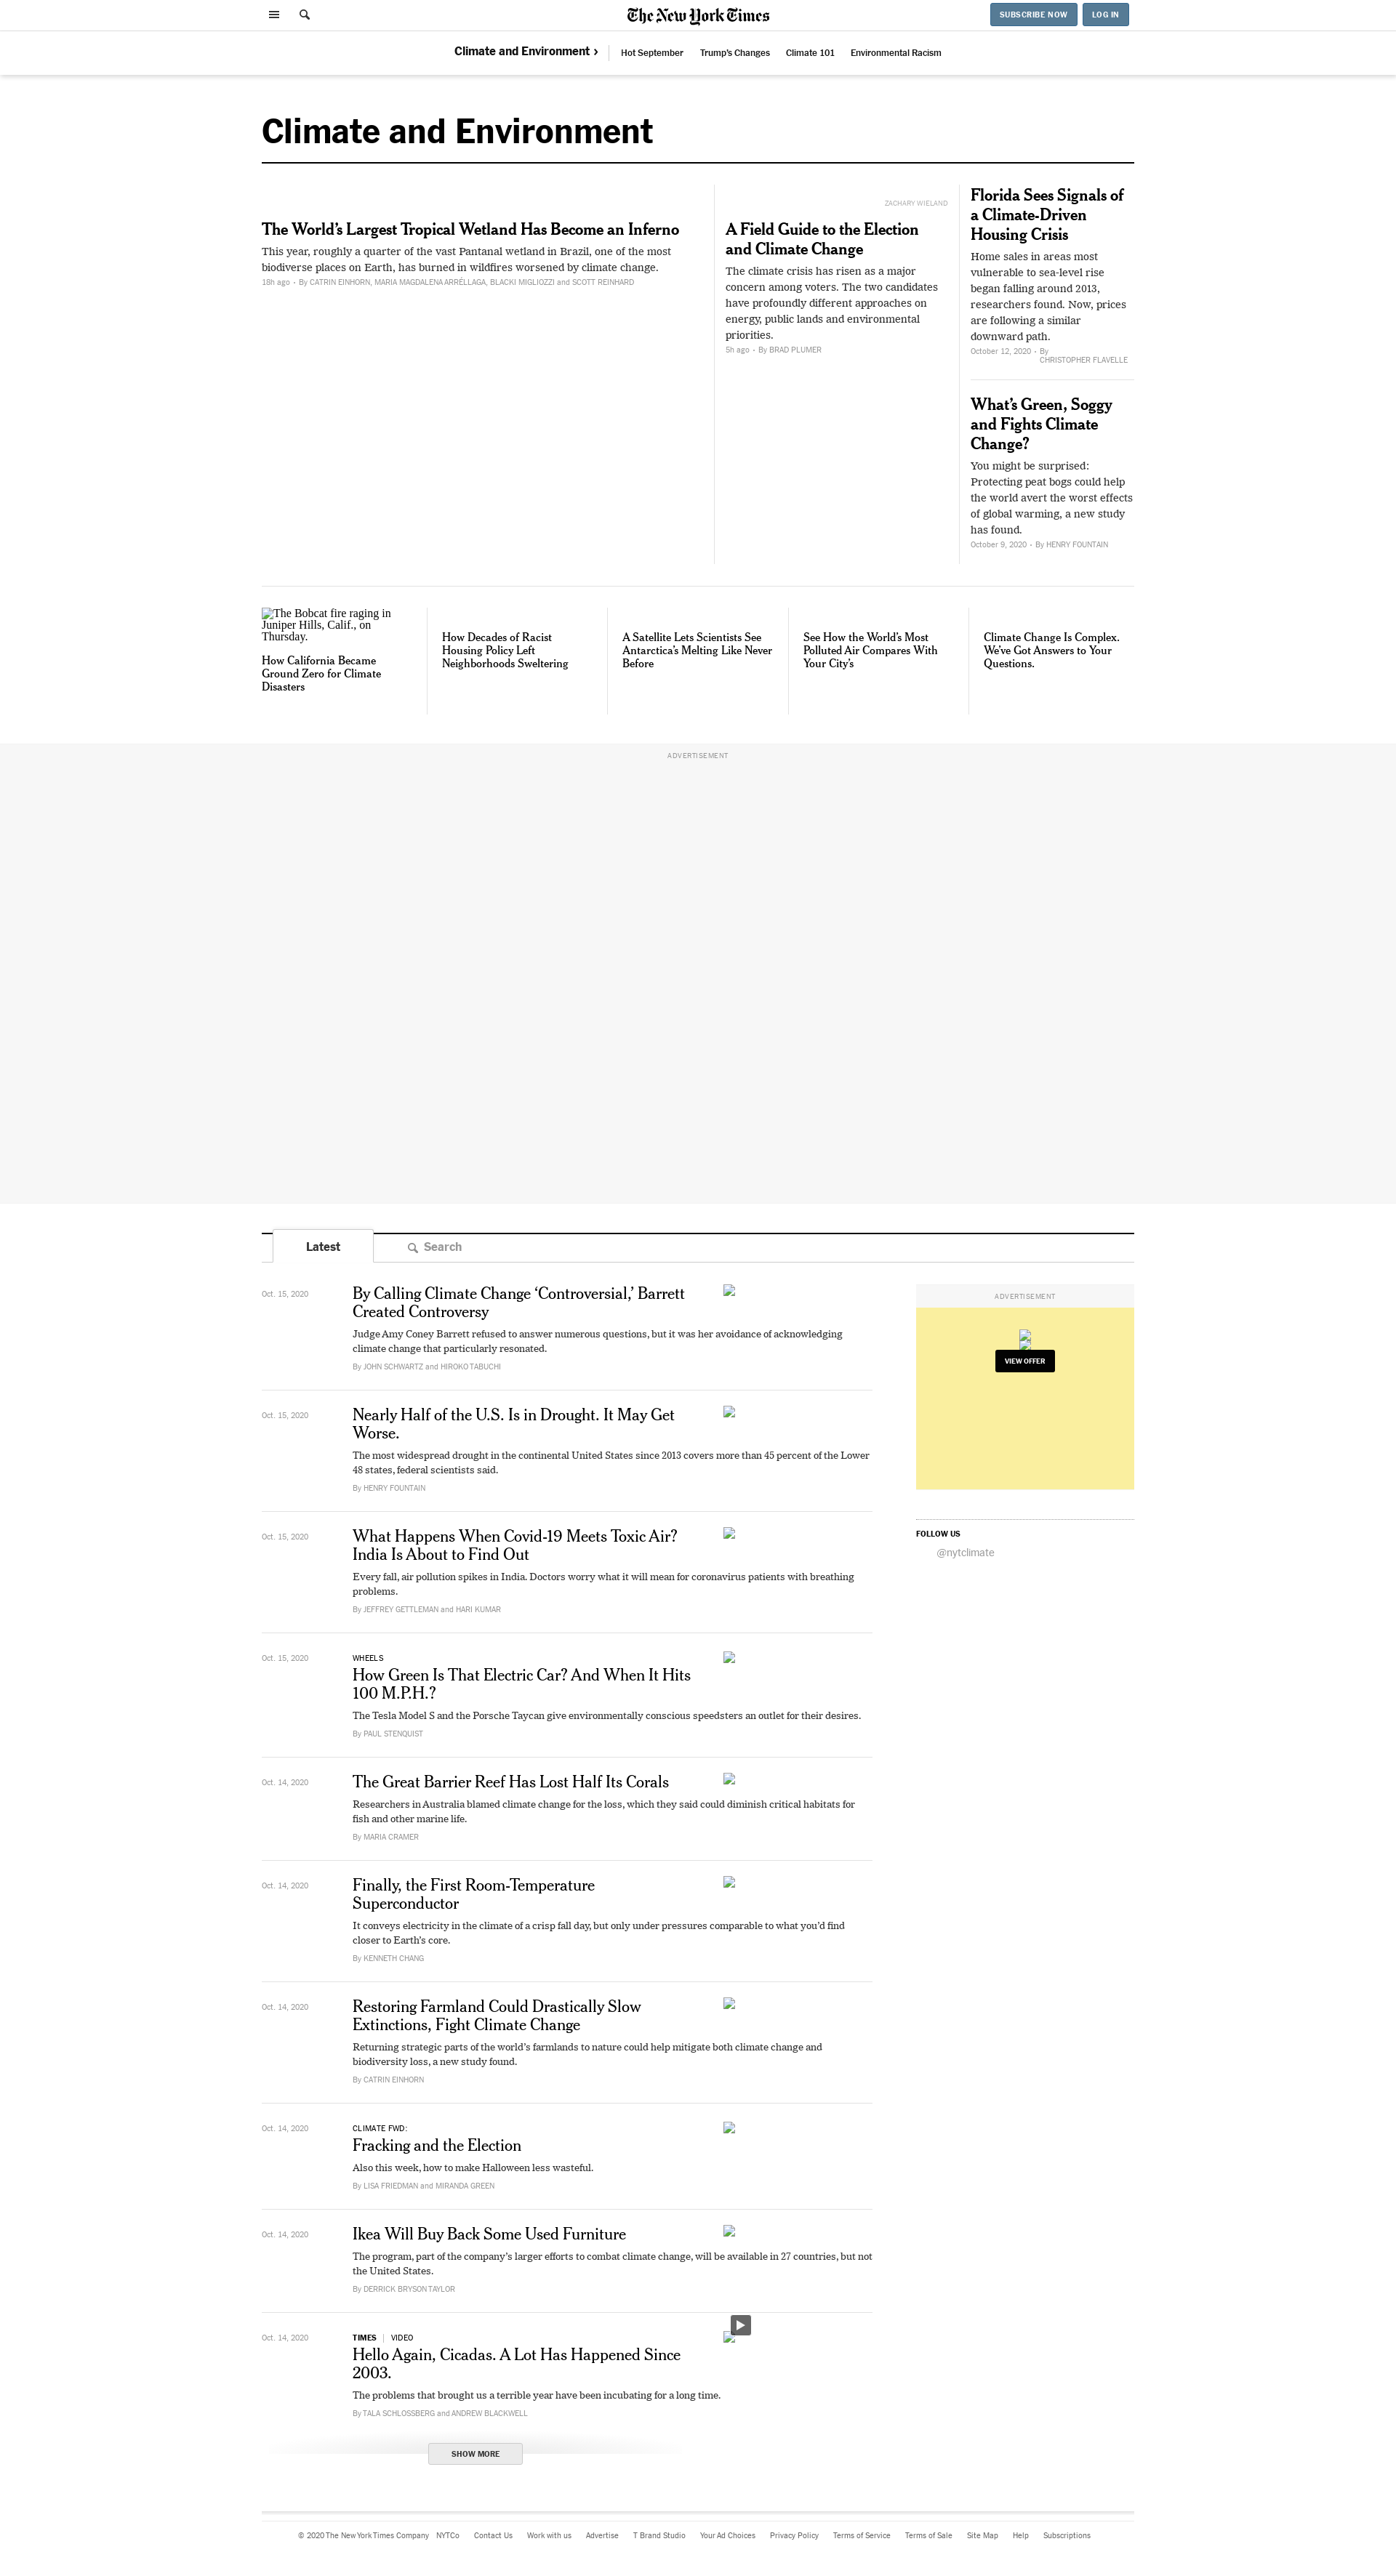 The New York Times
SUBSCRIBE NOW
LOG IN
Climate and Environment ›
Hot September
Trump's Changes
Climate 101
Environmental Racism
Climate and Environment
The World's Largest Tropical Wetland Has Become an Inferno
This year, roughly a quarter of the vast Pantanal wetland in Brazil, one of the most
biodiverse places on Earth, has burned in wildfires worsened by climate change.
18h ago · By CATRIN EINHORN, MARIA MAGDALENA ARRÉLLAGA, BLACKI MIGLIOZZI and SCOTT REINHARD
ZACHARY WIELAND
A Field Guide to the Election
and Climate Change
The climate crisis has risen as a major
concern among voters. The two candidates
have profoundly different approaches on
energy, public lands and environmental
priorities.
5h ago · By BRAD PLUMER
Florida Sees Signals of
a Climate-Driven
Housing Crisis
Home sales in areas most
vulnerable to sea-level rise
began falling around 2013,
researchers found. Now, prices
are following a similar
downward path.
October 12, 2020 · By
CHRISTOPHER FLAVELLE
What's Green, Soggy
and Fights Climate
Change?
You might be surprised:
Protecting peat bogs could help
the world avert the worst effects
of global warming, a new study
has found.
October 9, 2020 · By HENRY FOUNTAIN
The Bobcat fire raging in
Juniper Hills, Calif., on
Thursday.
How California Became
Ground Zero for Climate
Disasters
How Decades of Racist
Housing Policy Left
Neighborhoods Sweltering
A Satellite Lets Scientists See
Antarctica's Melting Like Never
Before
See How the World's Most
Polluted Air Compares With
Your City's
Climate Change Is Complex.
We've Got Answers to Your
Questions.
ADVERTISEMENT
Latest
Search
Oct. 15, 2020
By Calling Climate Change 'Controversial,' Barrett
Created Controversy
Judge Amy Coney Barrett refused to answer numerous questions, but it was her avoidance of acknowledging
climate change that particularly resonated.
By JOHN SCHWARTZ and HIROKO TABUCHI
ADVERTISEMENT
VIEW OFFER
Oct. 15, 2020
Nearly Half of the U.S. Is in Drought. It May Get
Worse.
The most widespread drought in the continental United States since 2013 covers more than 45 percent of the Lower
48 states, federal scientists said.
By HENRY FOUNTAIN
FOLLOW US
@nytclimate
Oct. 15, 2020
What Happens When Covid-19 Meets Toxic Air?
India Is About to Find Out
Every fall, air pollution spikes in India. Doctors worry what it will mean for coronavirus patients with breathing
problems.
By JEFFREY GETTLEMAN and HARI KUMAR
Oct. 15, 2020
WHEELS
How Green Is That Electric Car? And When It Hits
100 M.P.H.?
The Tesla Model S and the Porsche Taycan give environmentally conscious speedsters an outlet for their desires.
By PAUL STENQUIST
Oct. 14, 2020
The Great Barrier Reef Has Lost Half Its Corals
Researchers in Australia blamed climate change for the loss, which they said could diminish critical habitats for
fish and other marine life.
By MARIA CRAMER
Oct. 14, 2020
Finally, the First Room-Temperature
Superconductor
It conveys electricity in the climate of a crisp fall day, but only under pressures comparable to what you'd find
closer to Earth's core.
By KENNETH CHANG
Oct. 14, 2020
Restoring Farmland Could Drastically Slow
Extinctions, Fight Climate Change
Returning strategic parts of the world's farmlands to nature could help mitigate both climate change and
biodiversity loss, a new study found.
By CATRIN EINHORN
Oct. 14, 2020
CLIMATE FWD:
Fracking and the Election
Also this week, how to make Halloween less wasteful.
By LISA FRIEDMAN and MIRANDA GREEN
Oct. 14, 2020
Ikea Will Buy Back Some Used Furniture
The program, part of the company's larger efforts to combat climate change, will be available in 27 countries, but not
the United States.
By DERRICK BRYSON TAYLOR
Oct. 14, 2020
TIMES | VIDEO
Hello Again, Cicadas. A Lot Has Happened Since
2003.
The problems that brought us a terrible year have been incubating for a long time.
By TALA SCHLOSSBERG and ANDREW BLACKWELL
SHOW MORE
© 2020 The New York Times Company NYTCo Contact Us Work with us Advertise T Brand Studio Your Ad Choices Privacy Policy Terms of Service Terms of Sale Site Map Help Subscriptions